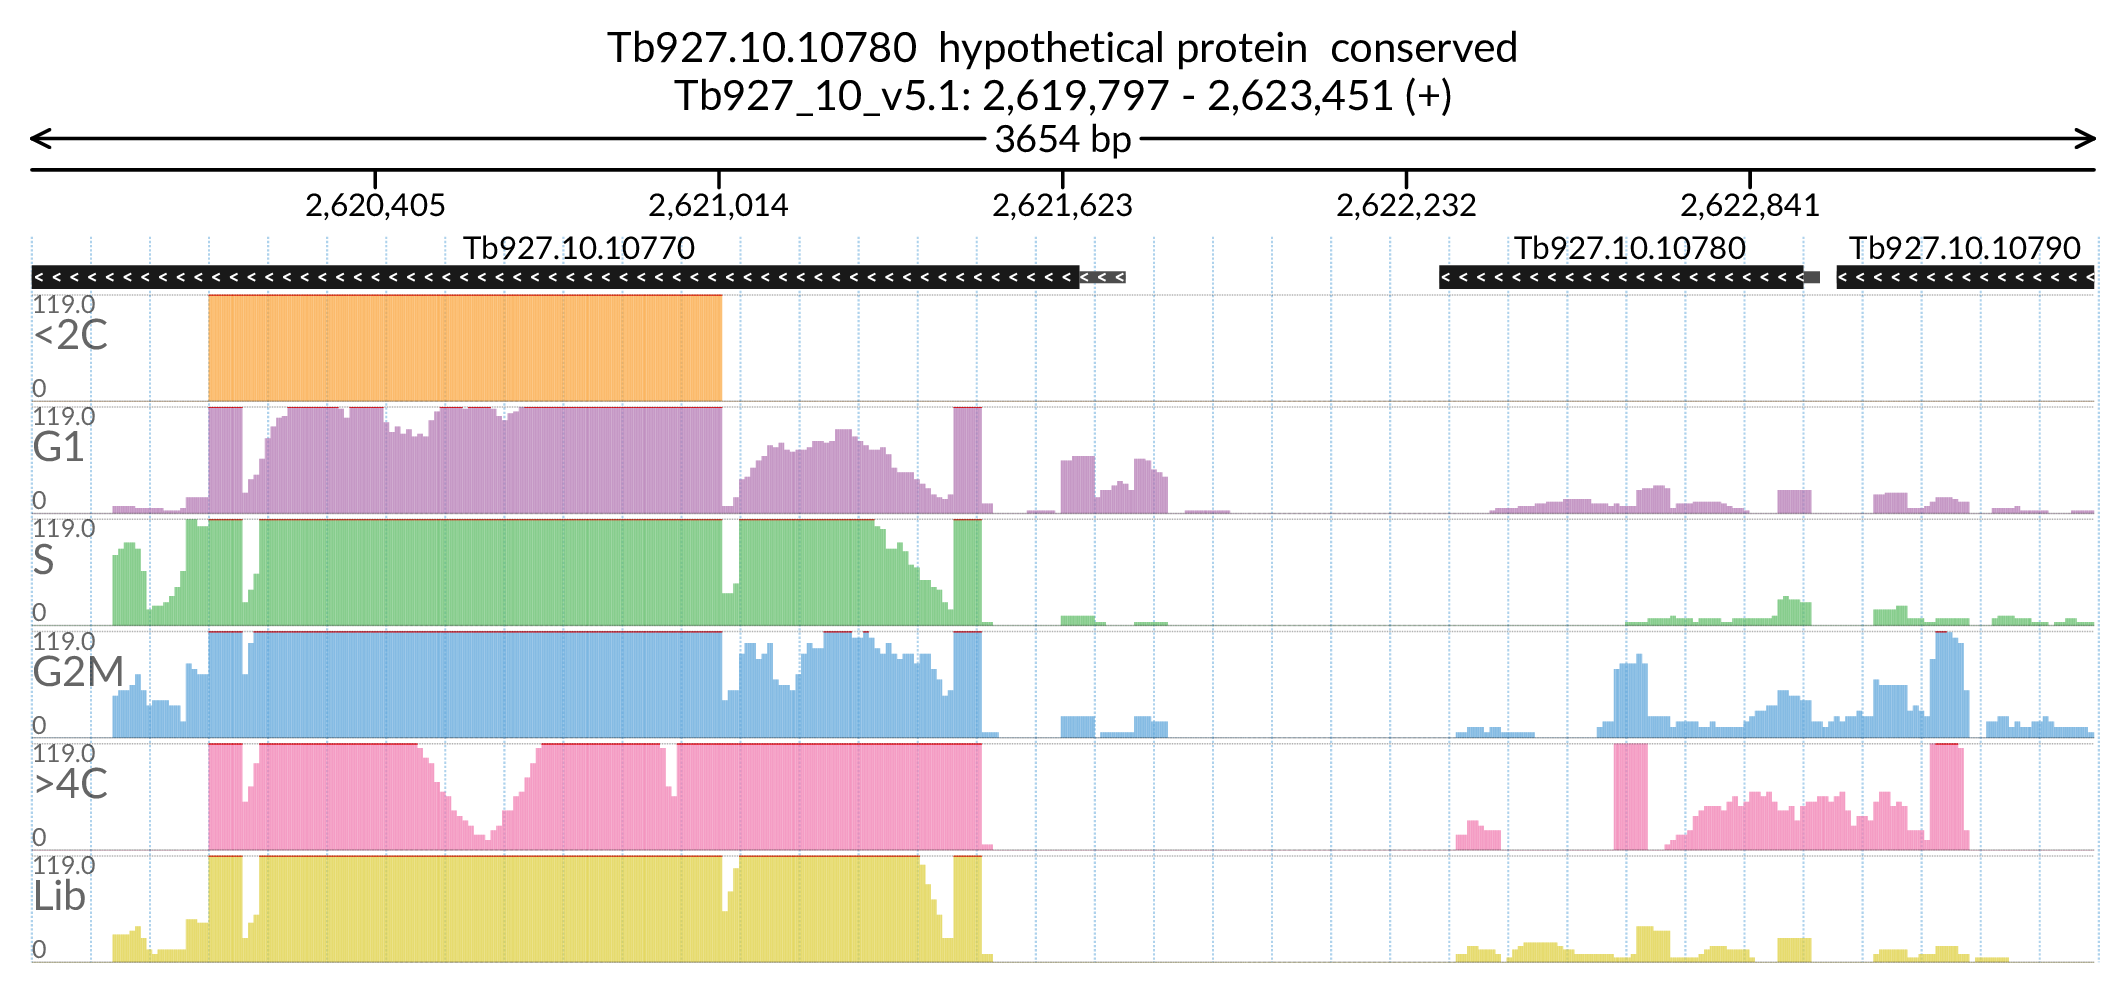 Tb927.10.10780  hypothetical protein  conserved
Tb927_10_v5.1: 2,619,797 - 2,623,451 (+)
3654 bp
2,620,405 2,621,014 2,621,623 2,622,232 2,622,841
Tb927.10.10770 Tb927.10.10780 Tb927.10.10790
119.0
<2C
0
119.0
G1
0
119.0
S
0
119.0
G2M
0
119.0
>4C
0
119.0
Lib
0